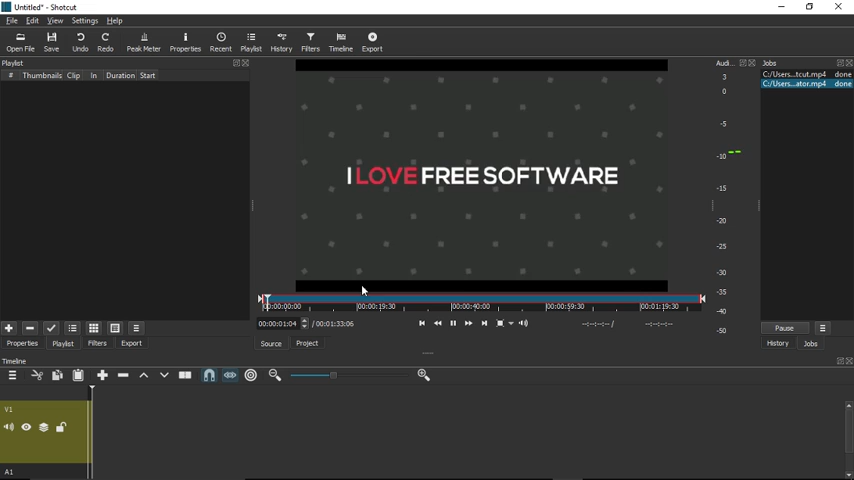 Untitled* - Shotcut
File Edit View Settings Help
Open File Save Undo Redo Peak Meter Properties Recent Playlist History Filters Timeline Export
Playlist
# Thumbnails Clip In Duration Start
Audi...
3
0
-5
-10
-15
-20
-25
-30
-35
-40
-50
Jobs
C:/Users...tcut.mp4 done
C:/Users...ator.mp4 done
I LOVE FREE SOFTWARE
00:00:00:00 00:00:19:30 00:00:40:00 00:00:59:30 00:01:19:30
00:00:01:04 / 00:01:33:06 --:--:--:-- / --:--:--:--
Pause
Properties Playlist Filters Export
Source Project
History Jobs
Timeline
V1
A1